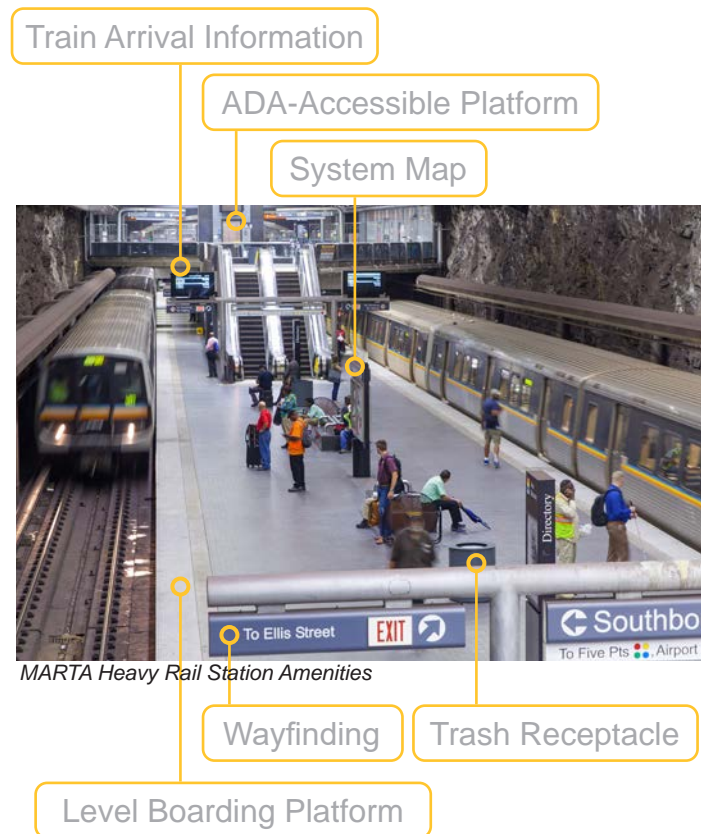 Train Arrival Information
ADA-Accessible Platform
System Map
Directory
To Ellis Street EXIT
Southbo
To Five Pts , Airport
MARTA Heavy Rail Station Amenities
Wayfinding
Trash Receptacle
Level Boarding Platform